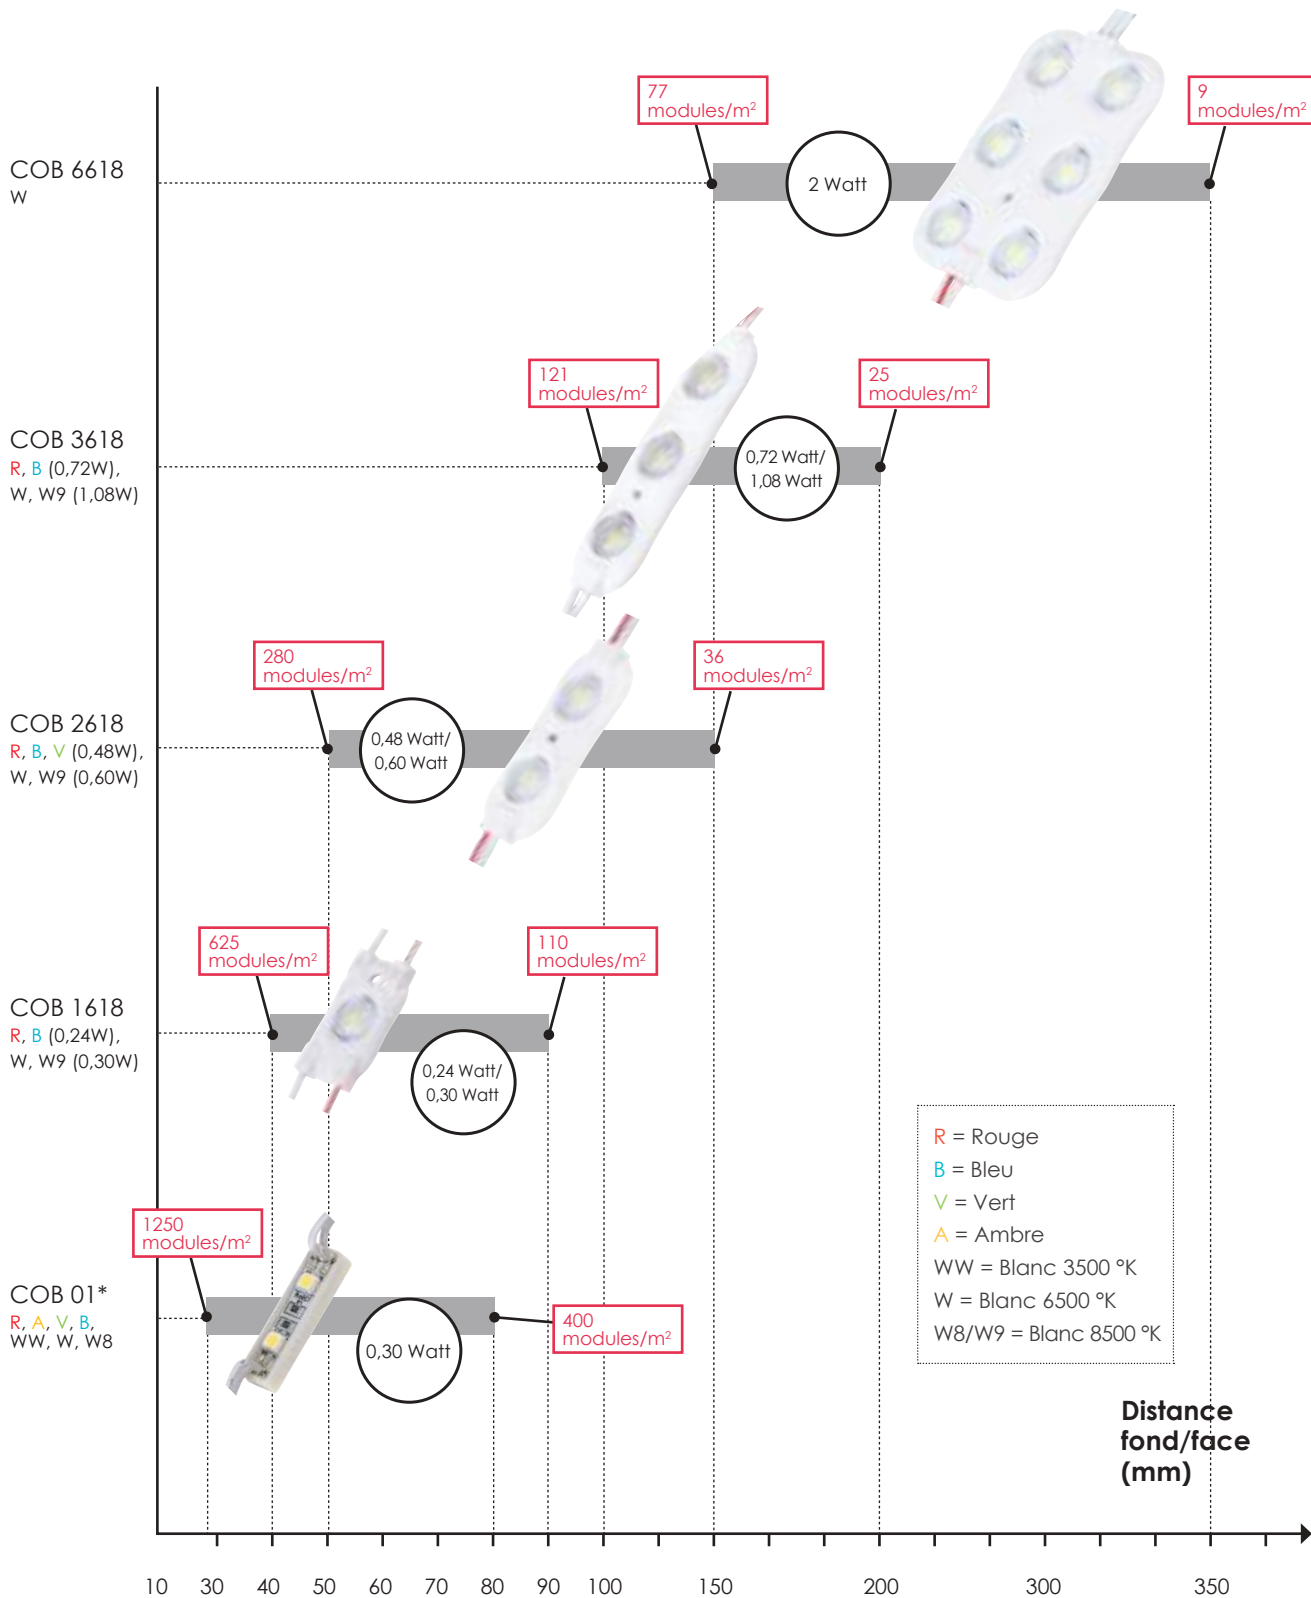 77
modules/m²
9
modules/m²
COB 6618
W
2 Watt
121
modules/m²
25
modules/m²
COB 3618
R, B (0,72W),
W, W9 (1,08W)
0,72 Watt/
1,08 Watt
280
modules/m²
36
modules/m²
COB 2618
R, B, V (0,48W),
W, W9 (0,60W)
0,48 Watt/
0,60 Watt
625
modules/m²
110
modules/m²
COB 1618
R, B (0,24W),
W, W9 (0,30W)
0,24 Watt/
0,30 Watt
R = Rouge
B = Bleu
V = Vert
A = Ambre
WW = Blanc 3500 °K
W = Blanc 6500 °K
W8/W9 = Blanc 8500 °K
1250
modules/m²
COB 01*
R, A, V, B,
WW, W, W8
0,30 Watt
400
modules/m²
Distance
fond/face
(mm)
10 30 40 50 60 70 80 90 100 150 200 300 350